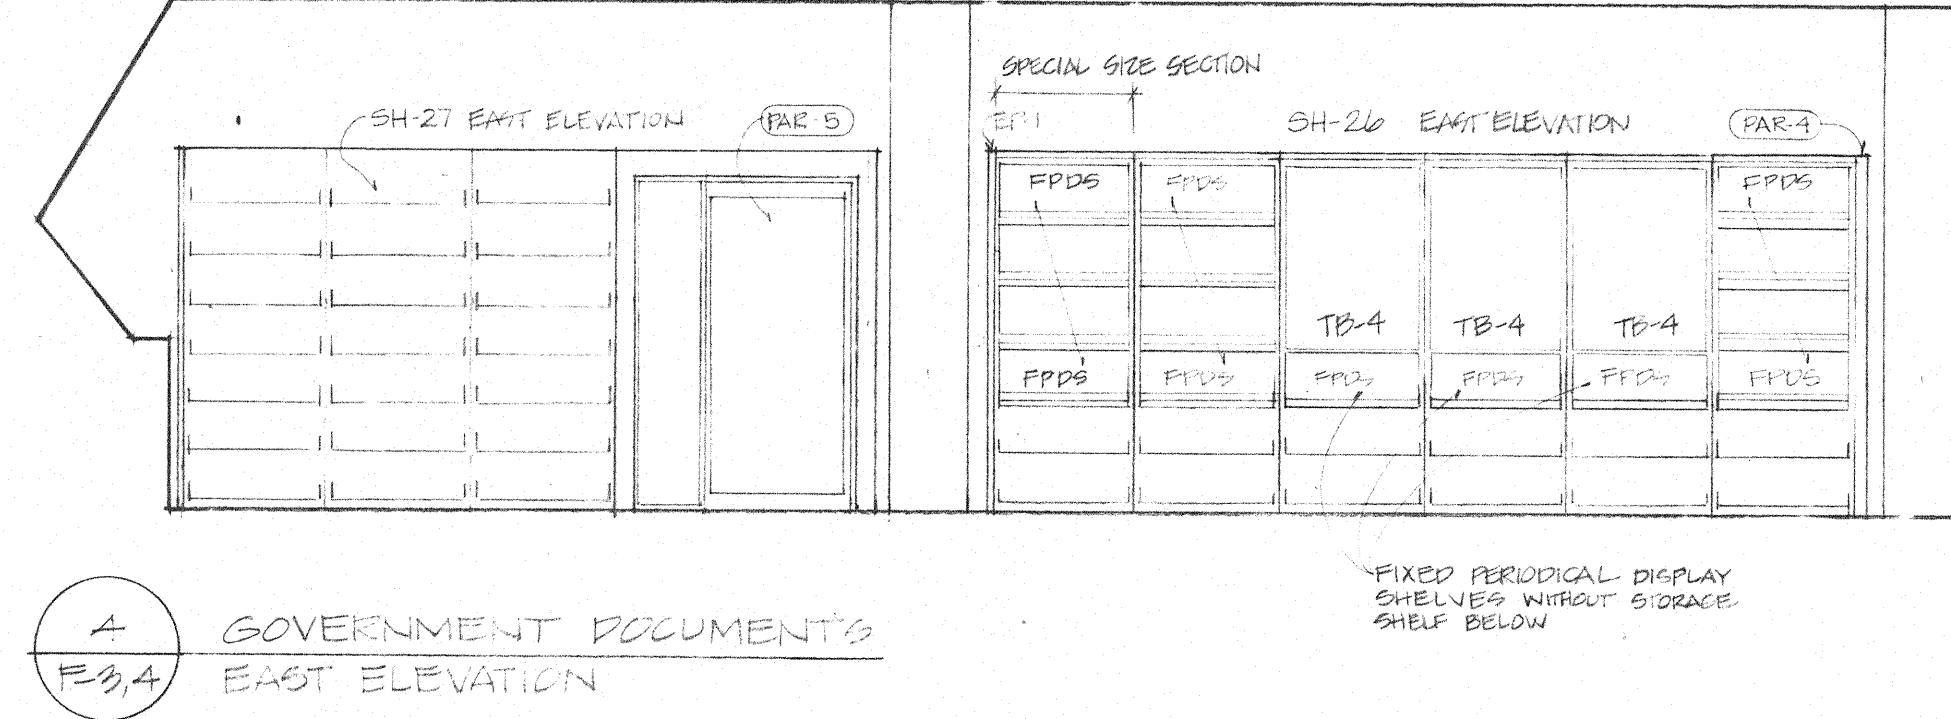 SPECIAL SIZE SECTION
SH-27 EAST ELEVATION
PAR-5
EP-1
SH-26 EAST ELEVATION
PAR-4
FPDS
FPDS
FPDS
TB-4
TB-4
TB-4
FPDS
FPDS
FPDS
FPDS
FPDS
FPDS
FIXED PERIODICAL DISPLAY
SHELVES WITHOUT STORAGE
SHELF BELOW
4
F-3,4
GOVERNMENT DOCUMENTS
EAST ELEVATION